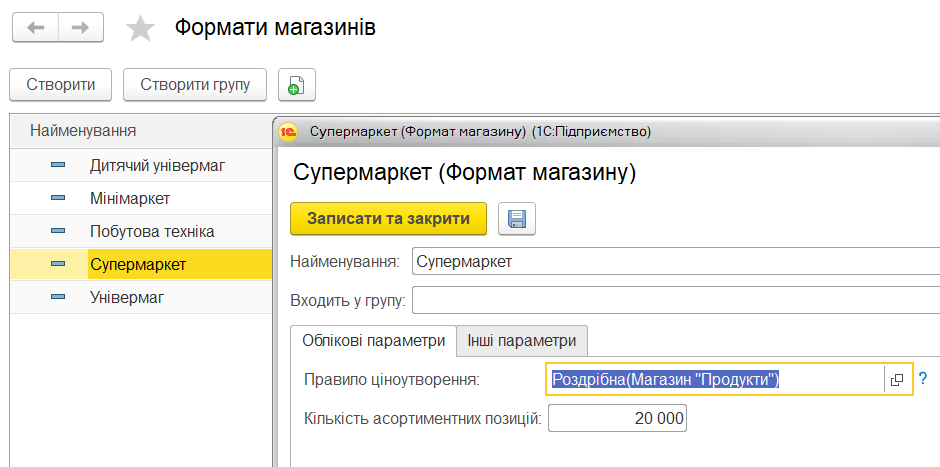 Формати магазинів
Створити
Створити групу
Найменування
Дитячий універмаг
Мінімаркет
Побутова техніка
Супермаркет
Універмаг
1С Супермаркет (Формат магазину) (1С:Підприємство)
Супермаркет (Формат магазину)
Записати та закрити
Найменування: Супермаркет
Входить у групу:
Облікові параметри Інші параметри
Правило ціноутворення: Роздрібна(Магазин "Продукти") ?
Кількість асортиментних позицій: 20 000